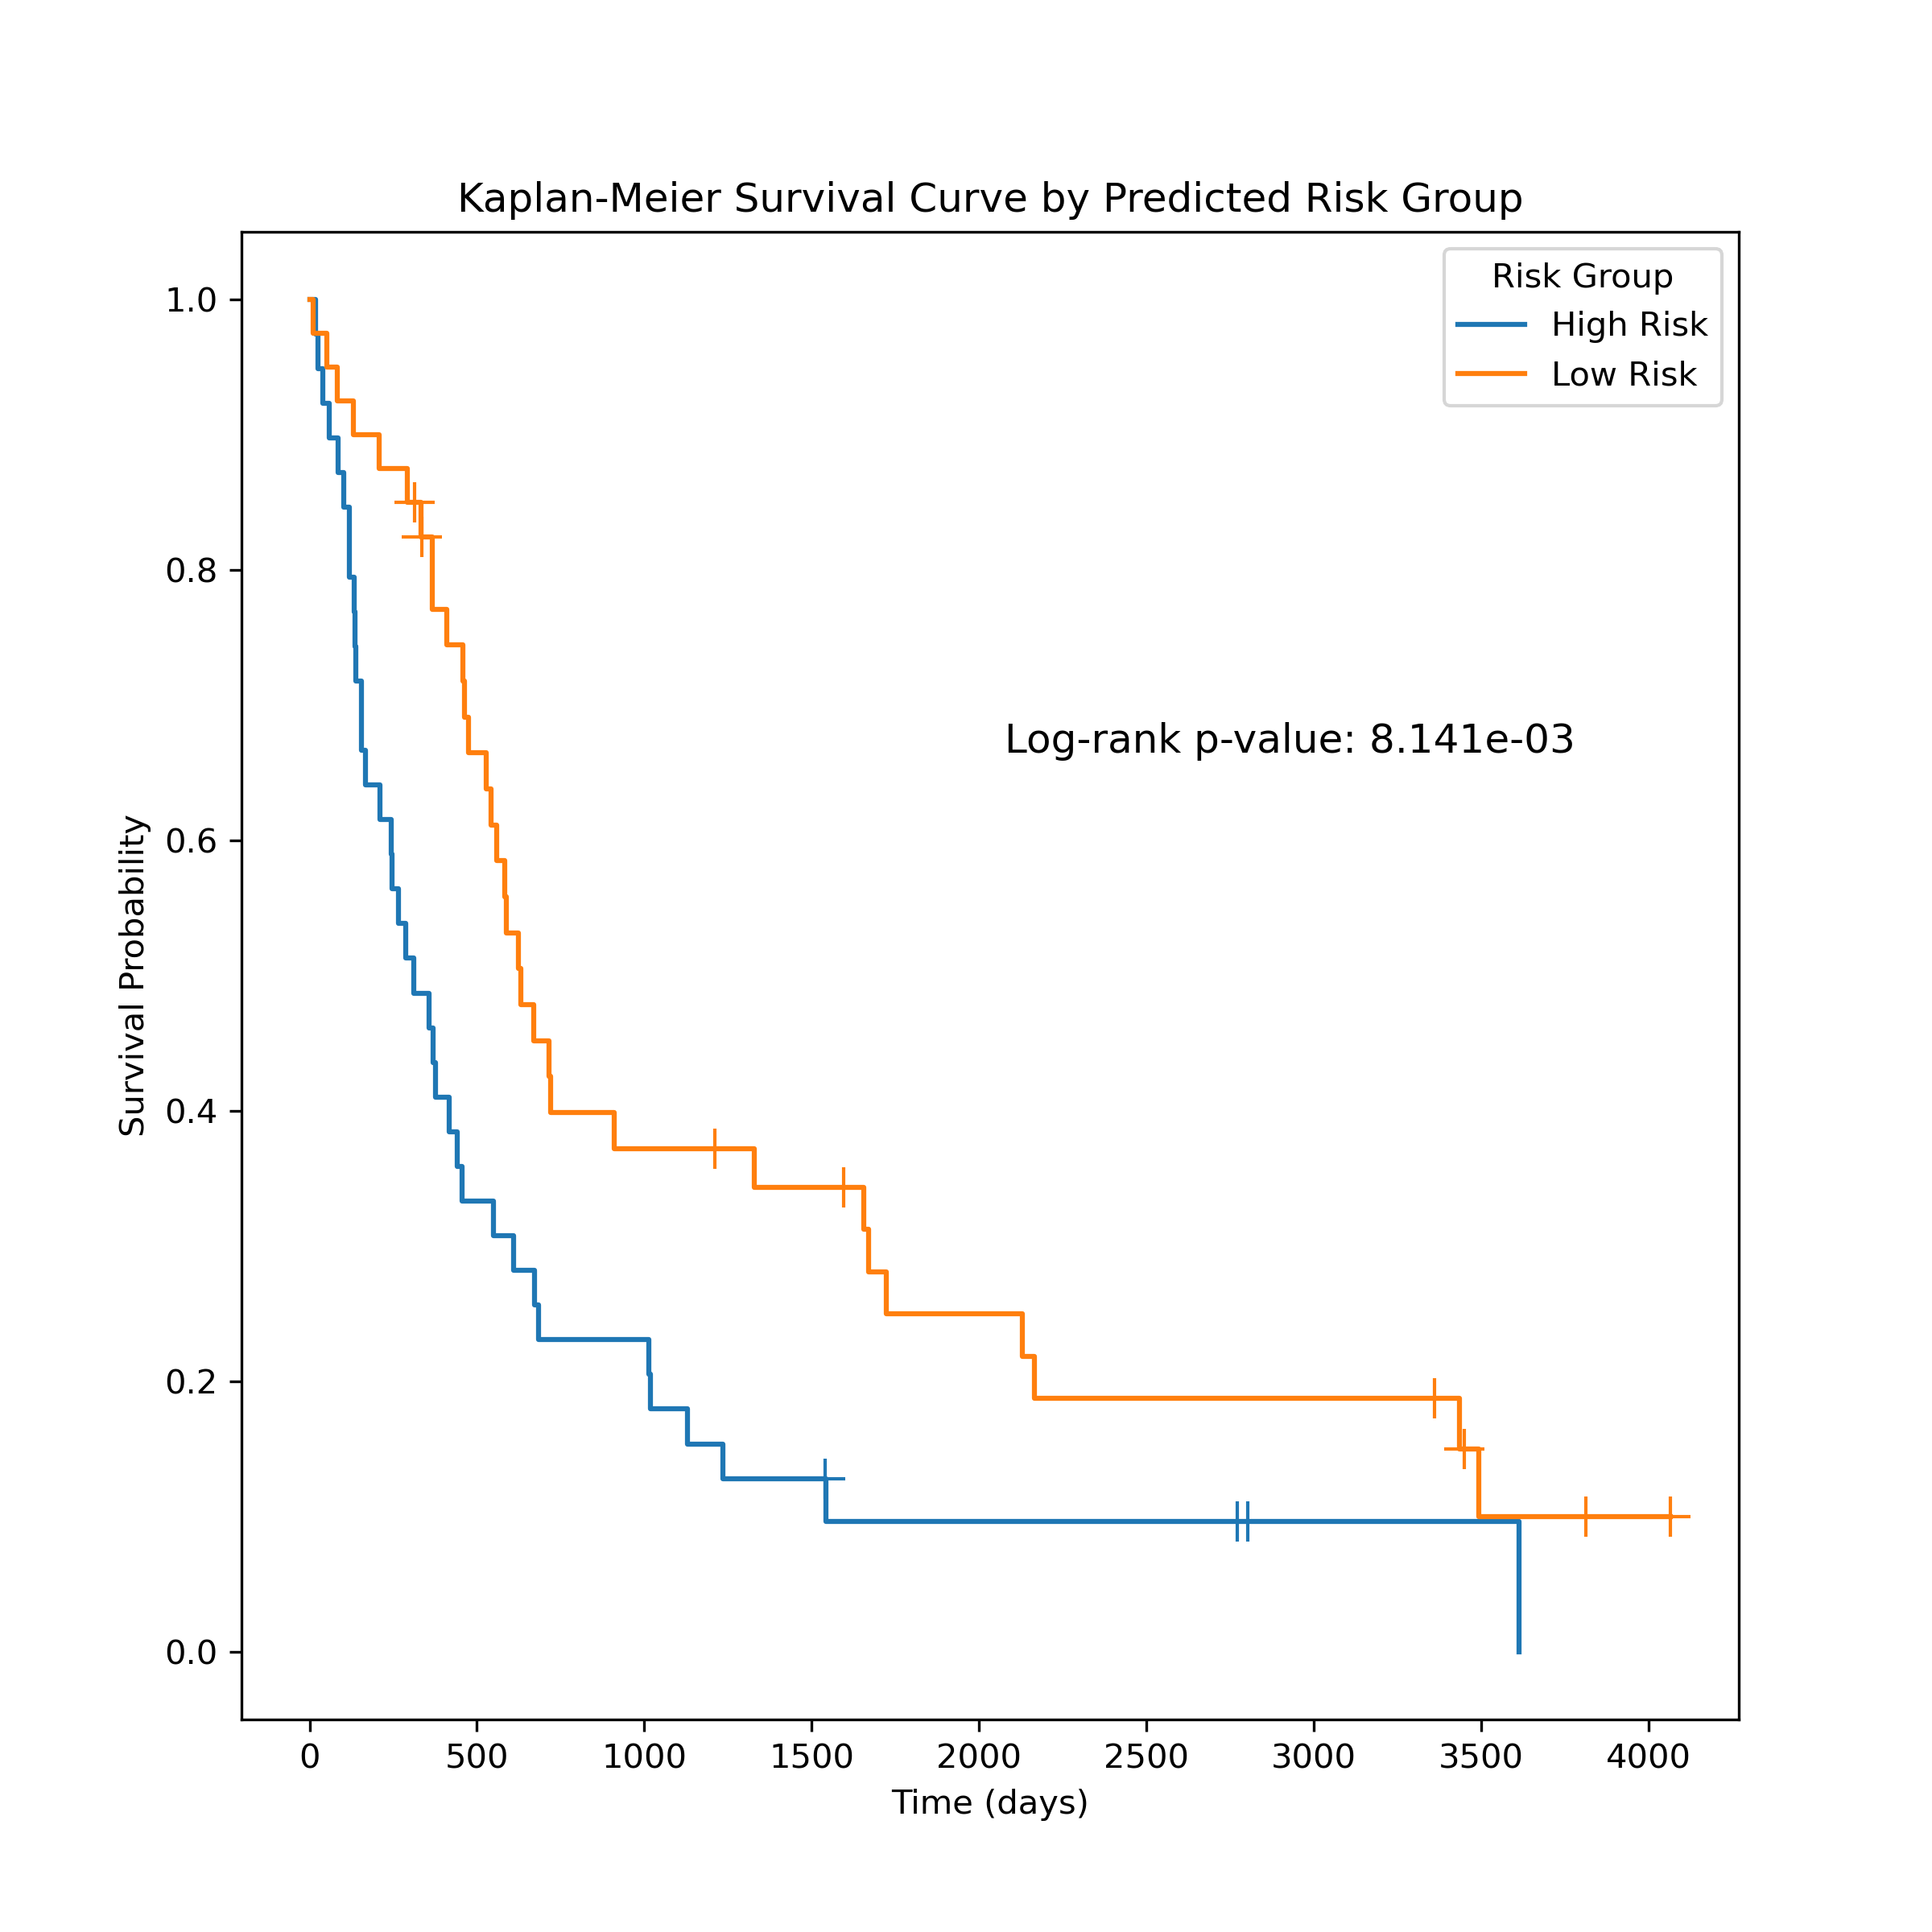 Kaplan-Meier Survival Curve by Predicted Risk Group
Risk Group
High Risk
Low Risk
Log-rank p-value: 8.141e-03
Survival Probability
1.0
0.8
0.6
0.4
0.2
0.0
0 500 1000 1500 2000 2500 3000 3500 4000
Time (days)